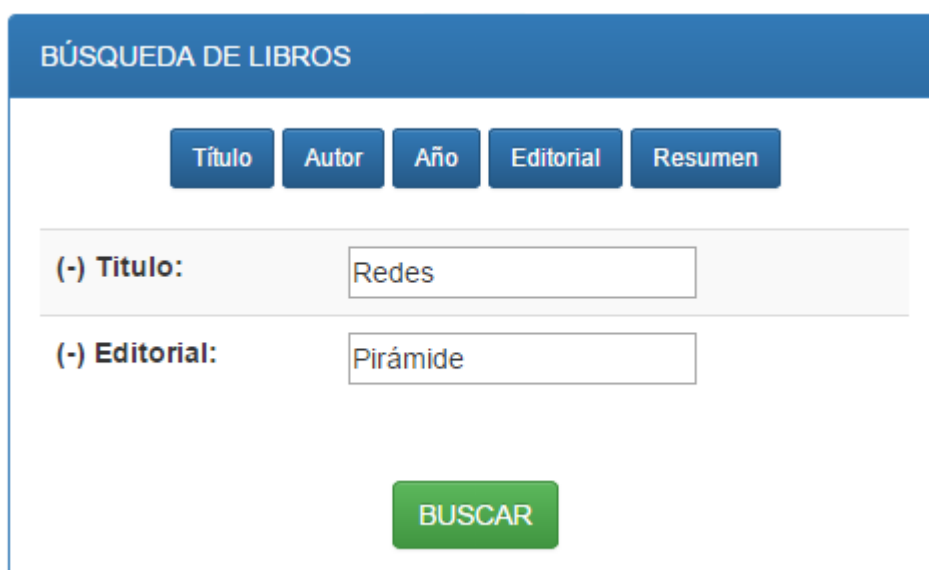 BÚSQUEDA DE LIBROS
Título Autor Año Editorial Resumen
(-) Titulo: Redes
(-) Editorial: Pirámide
BUSCAR